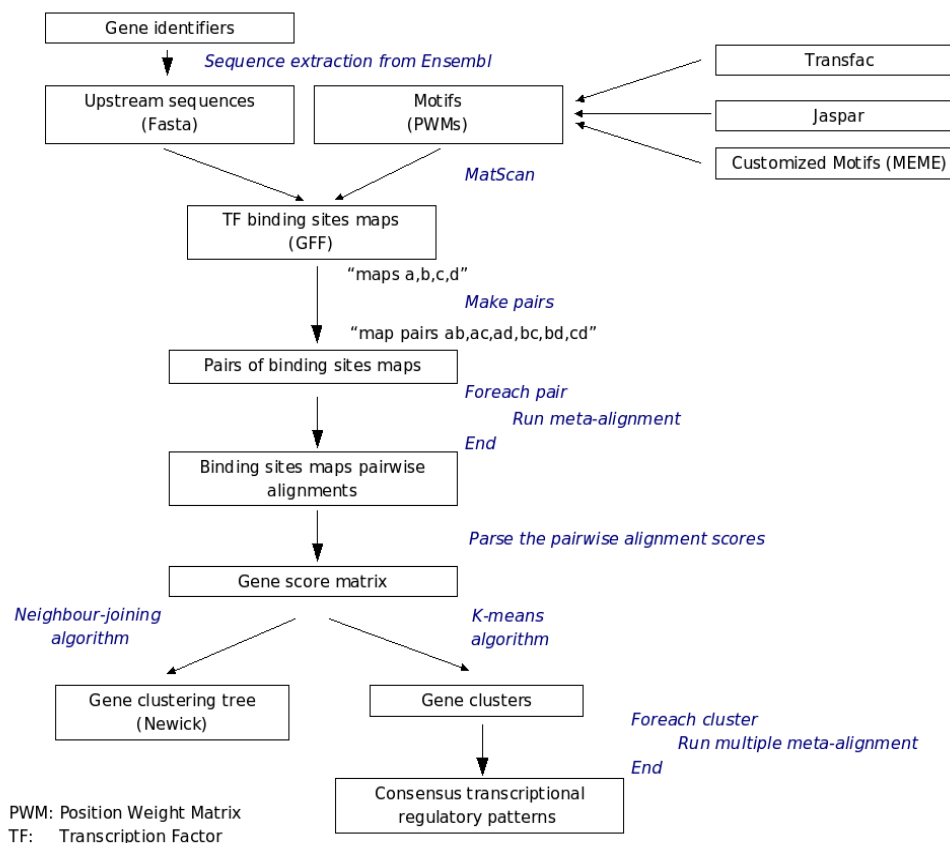 Gene identifiers
Sequence extraction from Ensembl
Transfac
Upstream sequences
(Fasta)
Motifs
(PWMs)
Jaspar
Customized Motifs (MEME)
MatScan
TF binding sites maps
(GFF)
“maps a,b,c,d”
Make pairs
“map pairs ab,ac,ad,bc,bd,cd”
Pairs of binding sites maps
Foreach pair
Run meta-alignment
End
Binding sites maps pairwise
alignments
Parse the pairwise alignment scores
Gene score matrix
Neighbour-joining
algorithm
K-means
algorithm
Gene clustering tree
(Newick)
Gene clusters
Foreach cluster
Run multiple meta-alignment
End
Consensus transcriptional
regulatory patterns
PWM: Position Weight Matrix
TF: Transcription Factor